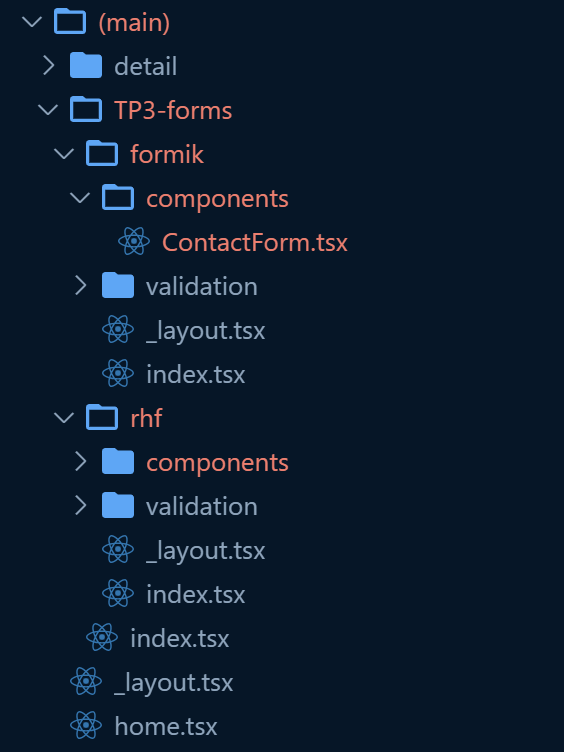 (main)
detail
TP3-forms
formik
components
ContactForm.tsx
validation
_layout.tsx
index.tsx
rhf
components
validation
_layout.tsx
index.tsx
index.tsx
_layout.tsx
home.tsx